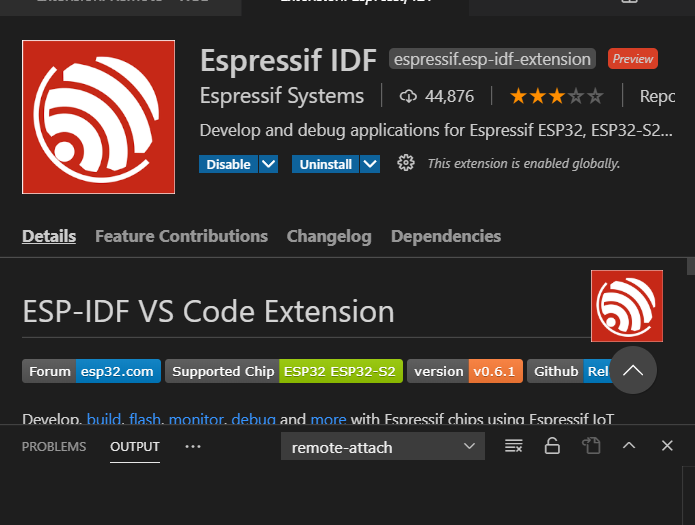 Espressif IDF espressif.esp-idf-extension Preview
Espressif Systems 44,876 Repo
Develop and debug applications for Espressif ESP32, ESP32-S2...
Disable Uninstall This extension is enabled globally.
Details Feature Contributions Changelog Dependencies
ESP-IDF VS Code Extension
Forum esp32.com Supported Chip ESP32 ESP32-S2 version v0.6.1 Github Rel
Develop, build, flash, monitor, debug and more with Espressif chips using Espressif IoT
PROBLEMS OUTPUT ... remote-attach